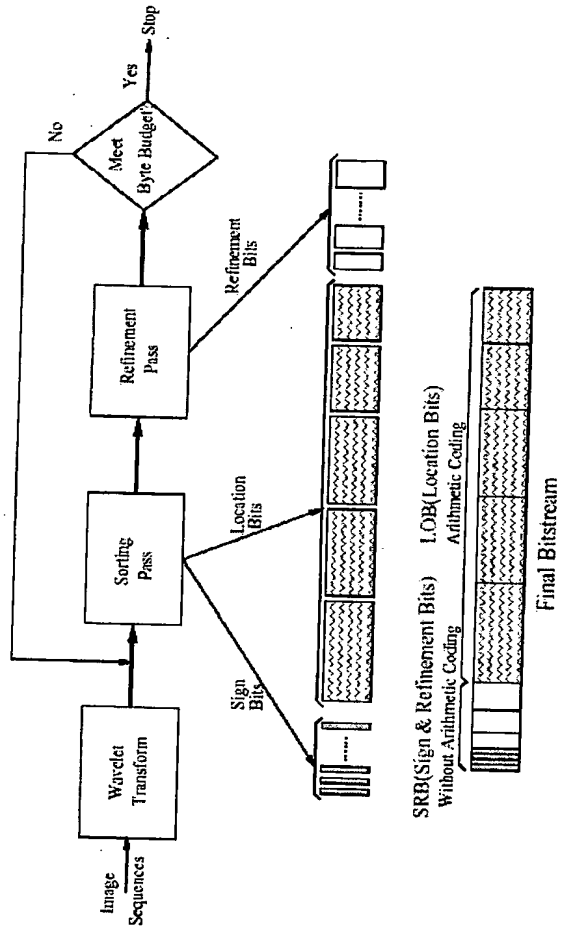 Image
Sequences
Wavelet
Transform
Sorting
Pass
Refinement
Pass
Meet
Byte Budget?
No
Yes
Stop
Sign
Bits
Location
Bits
Refinement
Bits
SRB(Sign & Refinement Bits)
Without Arithmetic Coding
LOB(Location Bits)
Arithmetic Coding
Final Bitstream